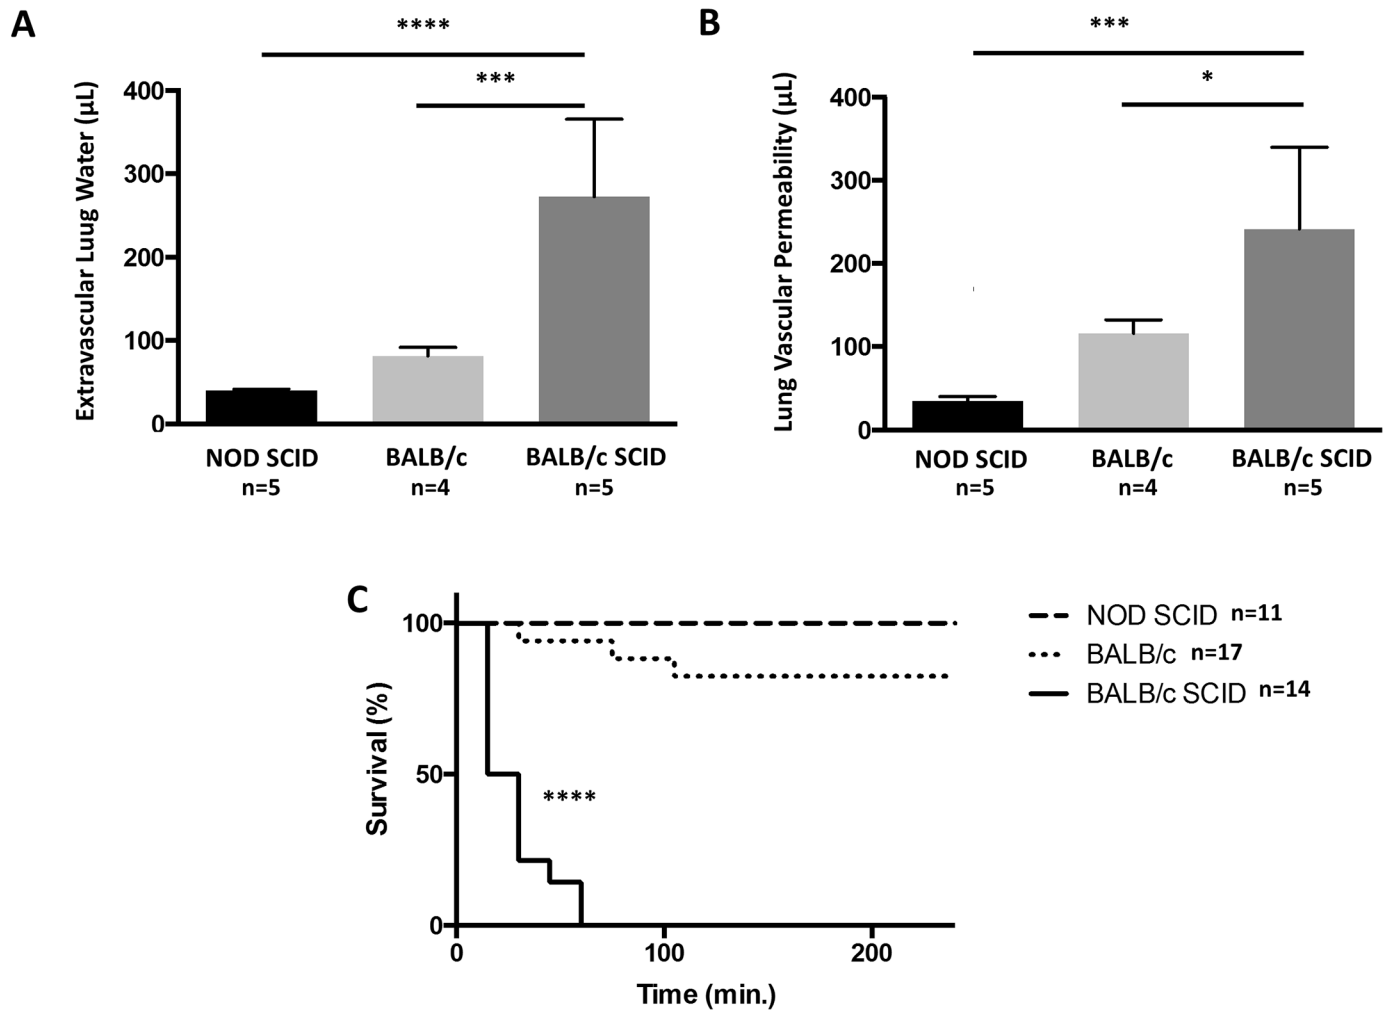 A
****
***
Extravascular Luug Water (µL)
400
300
200
100
0
NOD SCID
n=5
BALB/c
n=4
BALB/c SCID
n=5
B
***
*
Lung Vascular Permeability (µL)
400
300
200
100
0
NOD SCID
n=5
BALB/c
n=4
BALB/c SCID
n=5
C
Survival (%)
100
50
0
****
0
100
200
Time (min.)
NOD SCID n=11
BALB/c n=17
BALB/c SCID n=14